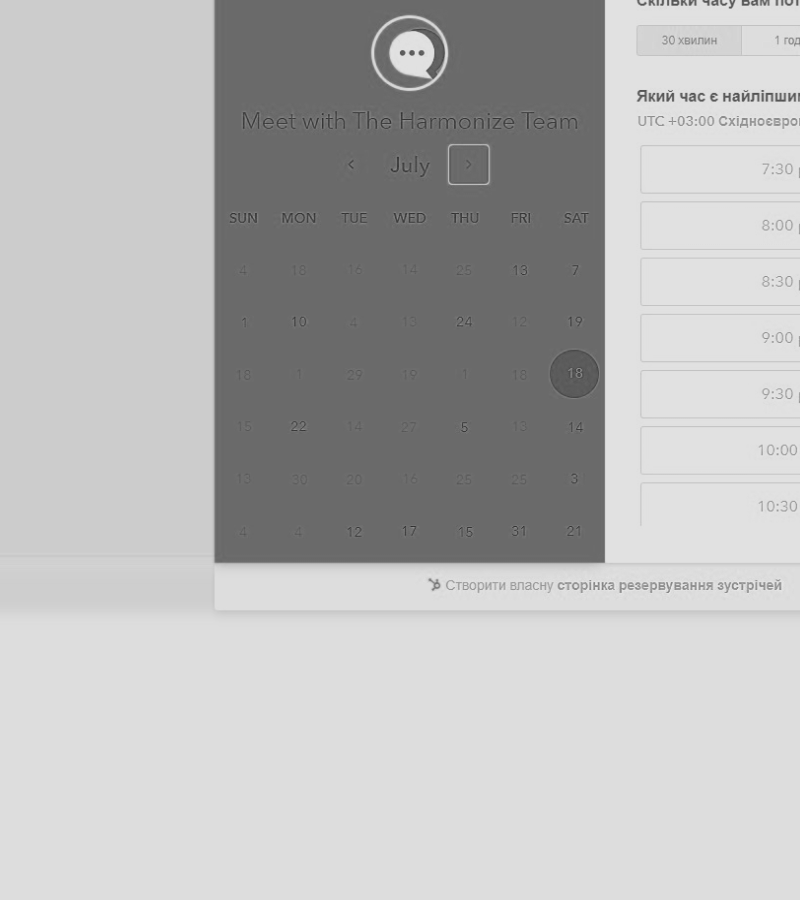 Meet with The Harmonize Team
July
SUN MON TUE WED THU FRI SAT
4 18 16 14 25 13 7
1 10 4 13 24 12 19
18 1 29 19 1 18 18
15 22 14 27 5 13 14
13 30 20 16 25 25 3
4 4 12 17 15 31 21
Скільки часу вам
30 хвилин
1
Який час є
UTC +03:00
7:30
8:00
8:30
9:00
9:30
10:00
10:30
Створити власну сторінка резервування зустрічей